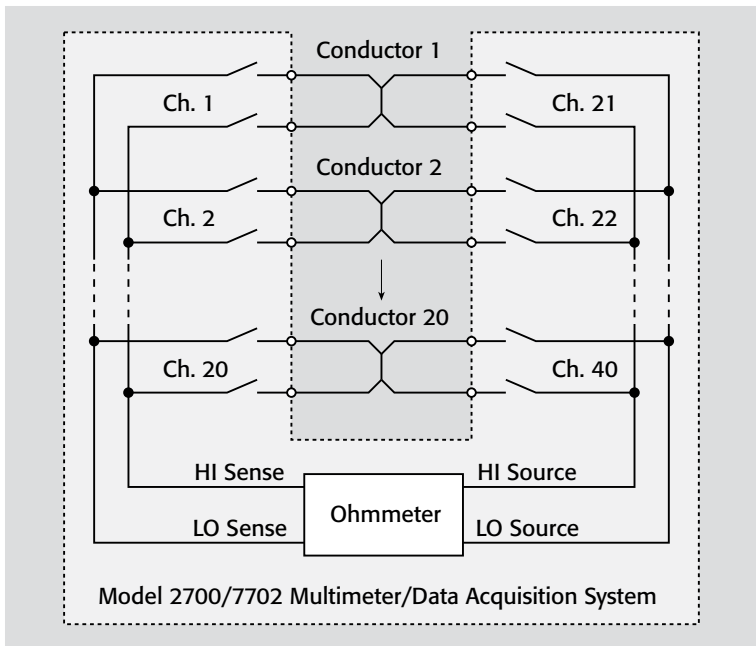 Conductor 1
Ch. 1
Ch. 21
Conductor 2
Ch. 2
Ch. 22
Conductor 20
Ch. 20
Ch. 40
HI Sense
HI Source
Ohmmeter
LO Sense
LO Source
Model 2700/7702 Multimeter/Data Acquisition System